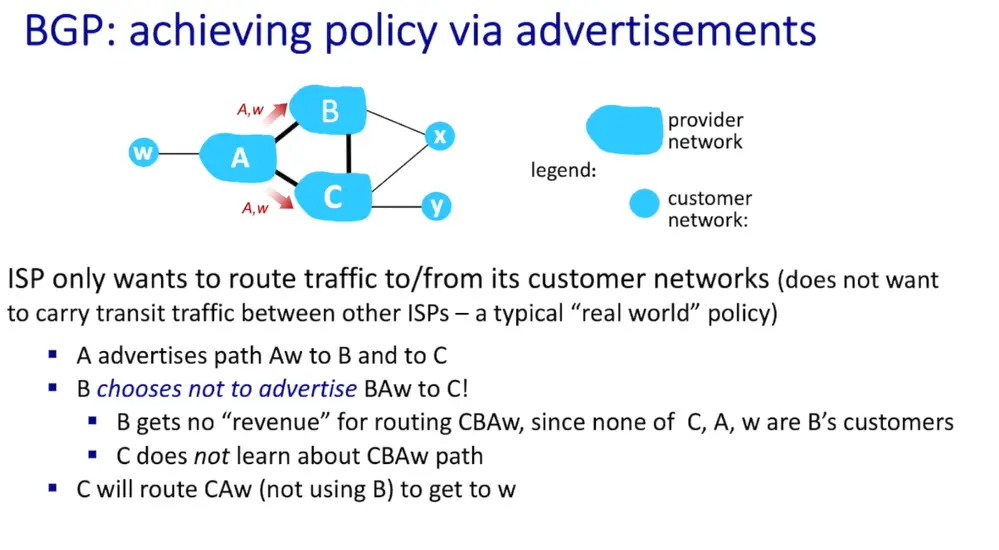 BGP: achieving policy via advertisements
A,w
B
w
A
x
C
A,w
y
provider
network
legend:
customer
network:
ISP only wants to route traffic to/from its customer networks (does not want
to carry transit traffic between other ISPs – a typical “real world” policy)
▪ A advertises path Aw to B and to C
▪ B chooses not to advertise BAw to C!
▪ B gets no “revenue” for routing CBAw, since none of C, A, w are B’s customers
▪ C does not learn about CBAw path
▪ C will route CAw (not using B) to get to w